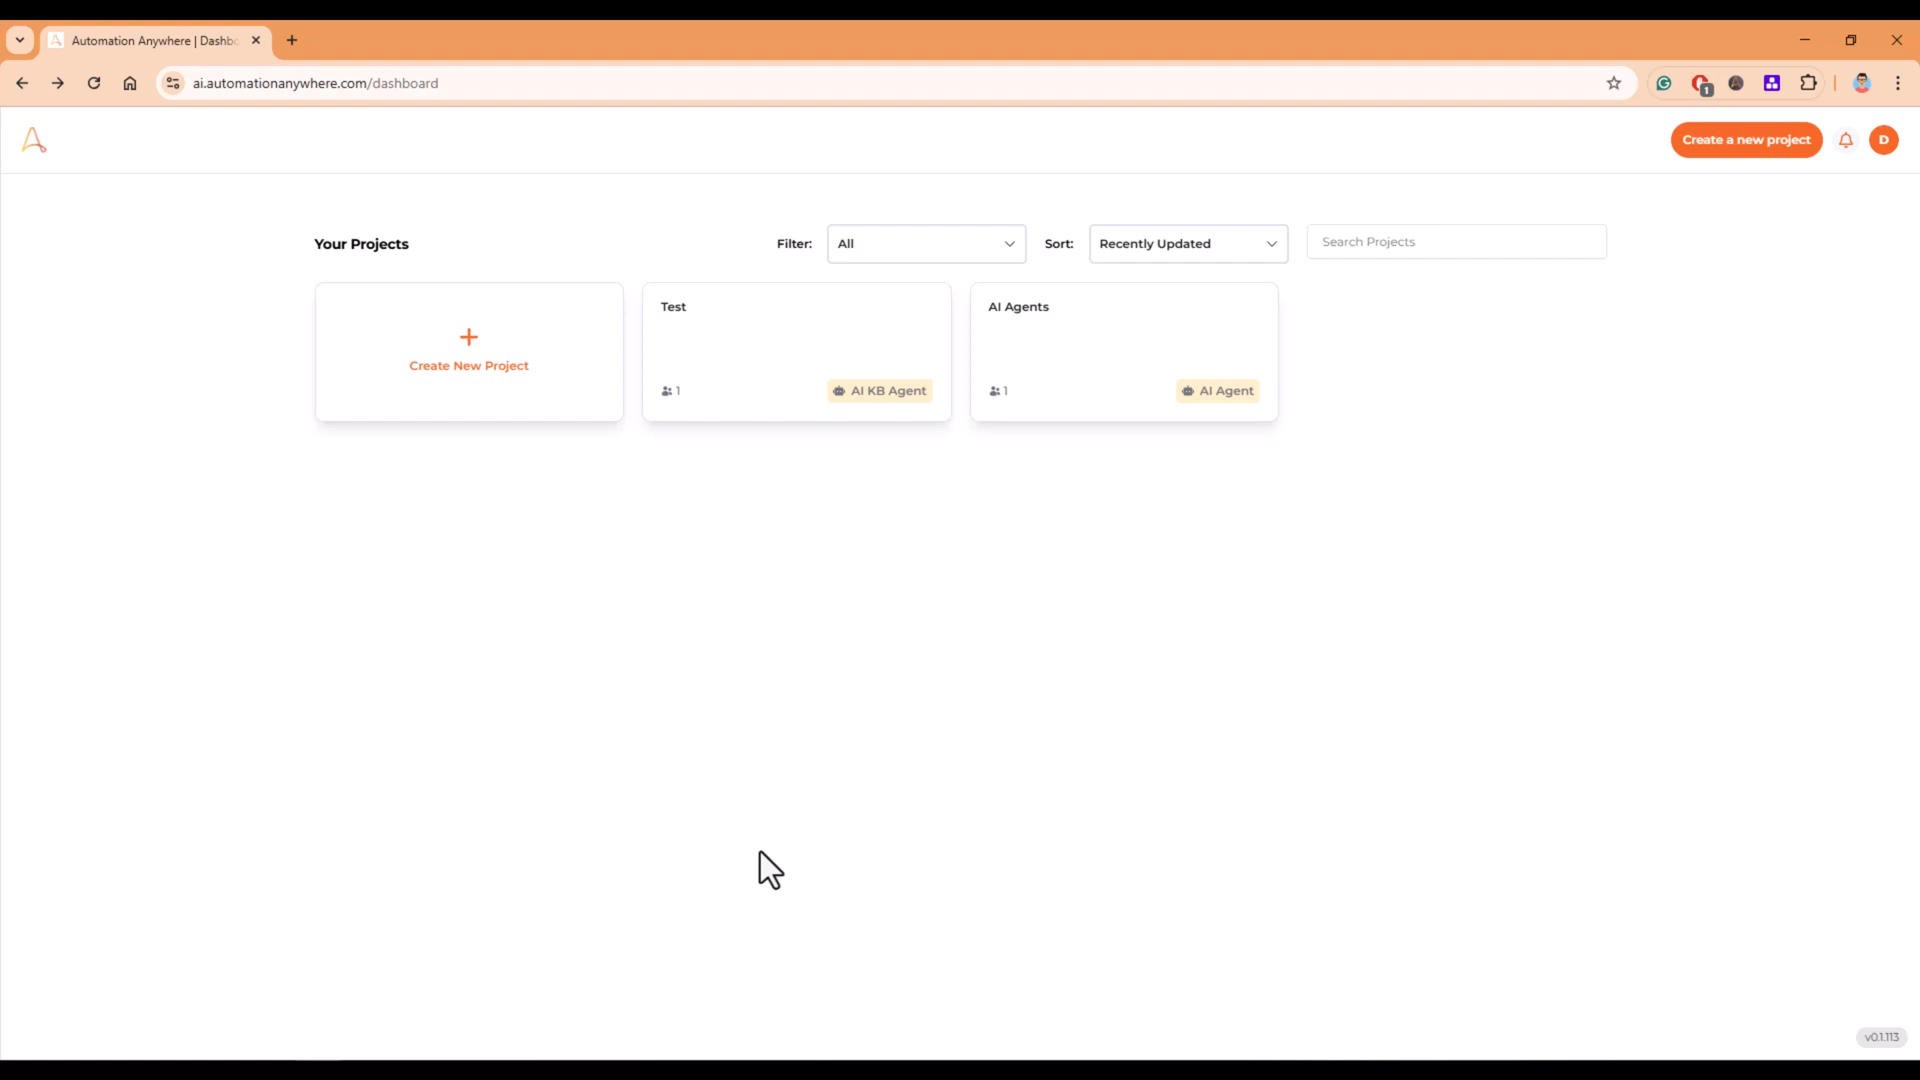 Automation Anywhere | Dashbo
ai.automationanywhere.com/dashboard
1
Create a new project
D
Your Projects
Filter:
All
Sort:
Recently Updated
Search Projects
Create New Project
Test
1
AI KB Agent
AI Agents
1
AI Agent
v0.1.113